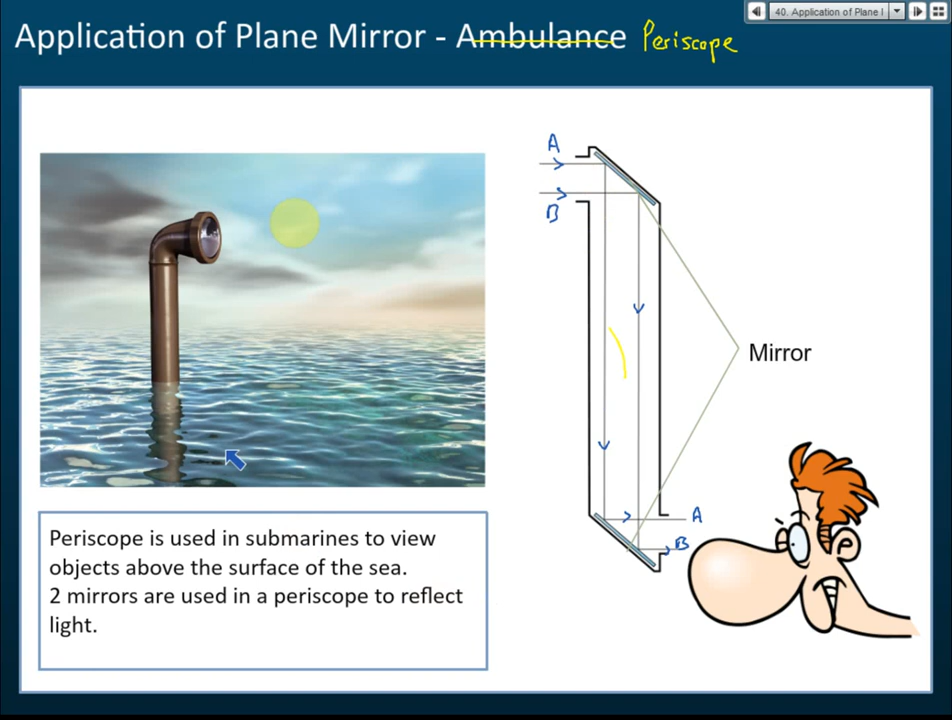 40. Application of Plane I
Application of Plane Mirror - Ambulance Periscope
A
B
Mirror
A
B
Periscope is used in submarines to view
objects above the surface of the sea.
2 mirrors are used in a periscope to reflect
light.